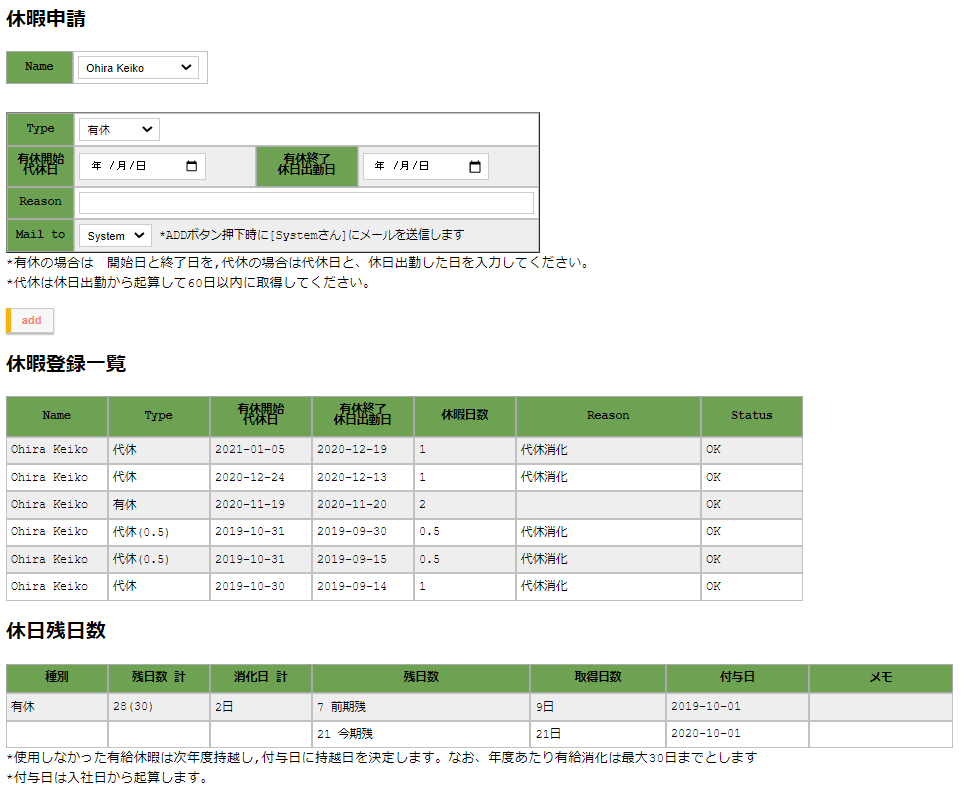 休暇申請
Name Ohira Keiko
Type 有休
有休開始 有休終了
代休日 年 /月/日 休日出勤日 年 /月/日
Reason
Mail to System *ADDボタン押下時に[Systemさん]にメールを送信します
*有休の場合は　開始日と終了日を,代休の場合は代休日と、休日出勤した日を入力してください。
*代休は休日出勤から起算して60日以内に取得してください。
add
休暇登録一覧
Name Type 有休開始 代休日 有休終了 休日出勤日 休暇日数 Reason Status
Ohira Keiko 代休 2021-01-05 2020-12-19 1 代休消化 OK
Ohira Keiko 代休 2020-12-24 2020-12-13 1 代休消化 OK
Ohira Keiko 有休 2020-11-19 2020-11-20 2 OK
Ohira Keiko 代休(0.5) 2019-10-31 2019-09-30 0.5 代休消化 OK
Ohira Keiko 代休(0.5) 2019-10-31 2019-09-15 0.5 代休消化 OK
Ohira Keiko 代休 2019-10-30 2019-09-14 1 代休消化 OK
休日残日数
種別 残日数 計 消化日 計 残日数 取得日数 付与日 メモ
有休 28(30) 2日 7 前期残 9日 2019-10-01
21 今期残 21日 2020-10-01
*使用しなかった有給休暇は次年度持越し,付与日に持越日を決定します。なお、年度あたり有給消化は最大30日までとします
*付与日は入社日から起算します。